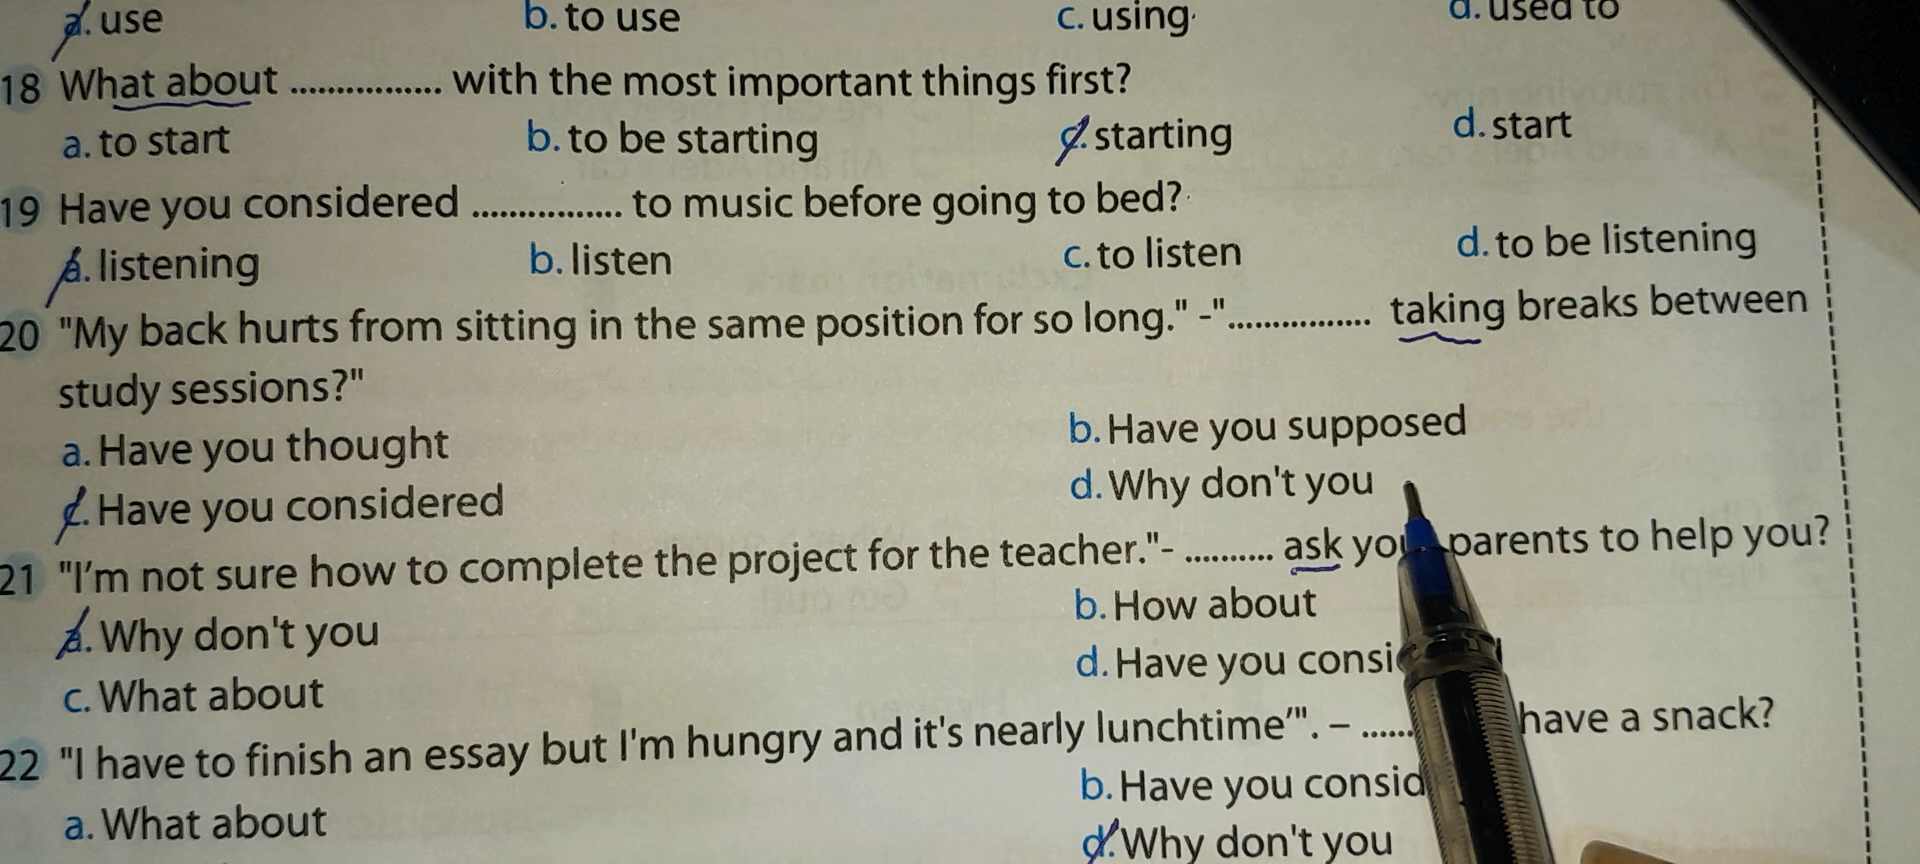 a. use b. to use c. using d. used to
18 What about ................ with the most important things first?
a. to start b. to be starting c. starting d. start
19 Have you considered ................ to music before going to bed?
a. listening b. listen c. to listen d. to be listening
20 "My back hurts from sitting in the same position for so long." -"................ taking breaks between
study sessions?"
a. Have you thought b. Have you supposed
c. Have you considered d. Why don't you
21 "I'm not sure how to complete the project for the teacher."- .......... ask parents to help you?
a. Why don't you b. How about
c. What about d. Have you
22 "I have to finish an essay but I'm hungry and it's nearly lunchtime'". – ...... have a snack?
a. What about b. Have you
d. Why don't you